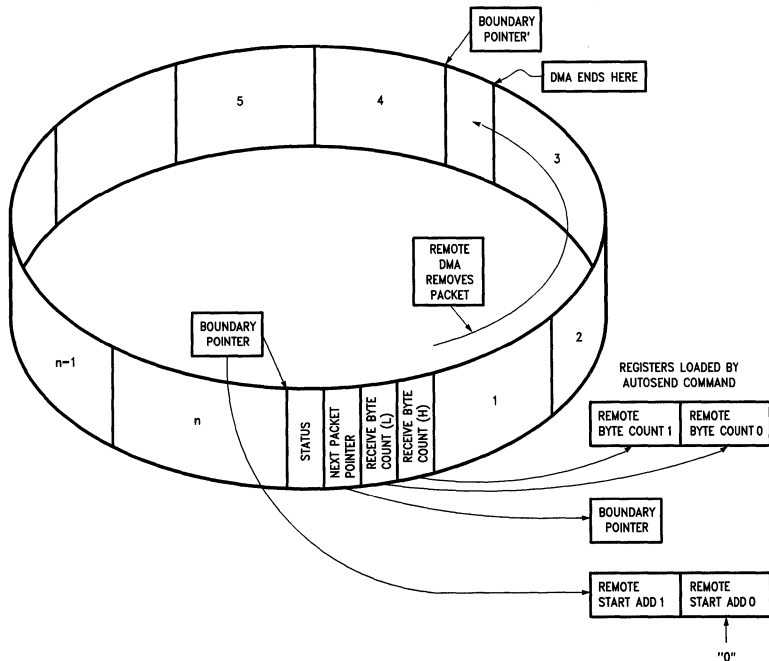 BOUNDARY
POINTER'
DMA ENDS HERE
5
4
3
REMOTE
DMA
REMOVES
PACKET
BOUNDARY
POINTER
2
n-1
n
STATUS
NEXT PACKET
POINTER
RECEIVE BYTE
COUNT (L)
RECEIVE BYTE
COUNT (H)
1
REGISTERS LOADED BY
AUTOSEND COMMAND
REMOTE
BYTE COUNT 1
REMOTE
BYTE COUNT 0
BOUNDARY
POINTER
REMOTE
START ADD 1
REMOTE
START ADD 0
"0"